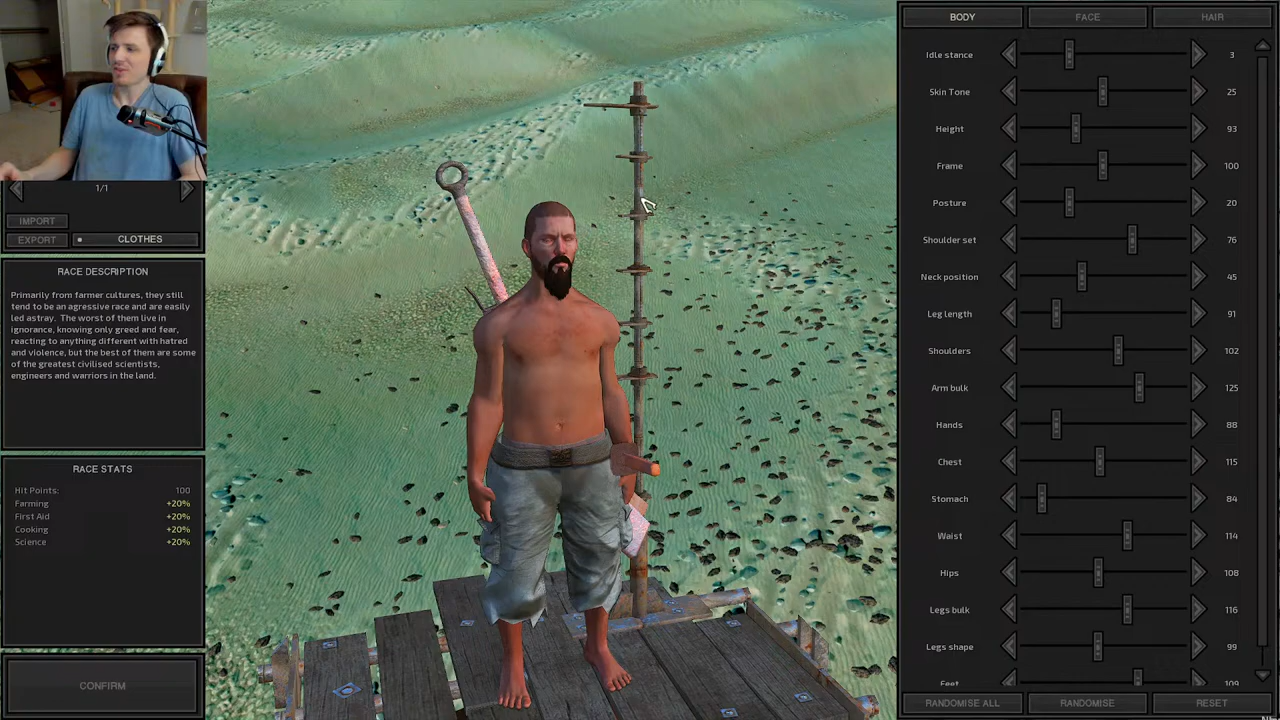 BODY
FACE
HAIR
Idle stance 3
Skin Tone 25
Height 93
Frame 100
Posture 20
Shoulder set 76
Neck position 45
Leg length 91
Shoulders 102
Arm bulk 125
Hands 88
Chest 115
Stomach 84
Waist 114
Hips 108
Legs bulk 116
Legs shape 99
Feet 109
RANDOMISE ALL
RANDOMISE
RESET
1/1
IMPORT
EXPORT
CLOTHES
RACE DESCRIPTION
Primarily from farmer cultures, they still
tend to be an agressive race and are easily
led astray. The worst of them live in
ignorance, knowing only greed and fear,
reacting to anything different with hatred
and violence, but the best of them are some
of the greatest civilised scientists,
engineers and warriors in the land.
RACE STATS
Hit Points: 100
Farming +20%
First Aid +20%
Cooking +20%
Science +20%
CONFIRM